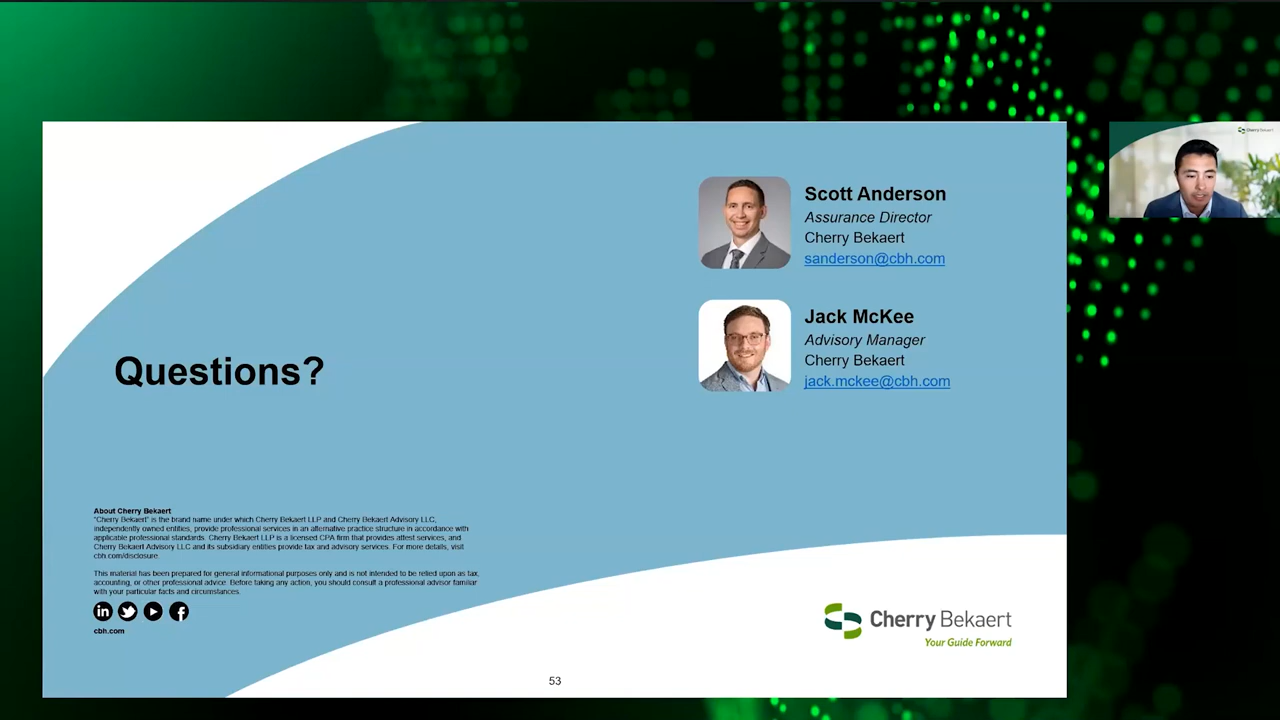 Scott Anderson
Assurance Director
Cherry Bekaert
sanderson@cbh.com
Jack McKee
Advisory Manager
Cherry Bekaert
jack.mckee@cbh.com
Questions?
About Cherry Bekaert
"Cherry Bekaert" is the brand name under which Cherry Bekaert LLP and Cherry Bekaert Advisory LLC,
independently owned entities, provide professional services in an alternative practice structure in accordance with
applicable professional standards. Cherry Bekaert LLP is a licensed CPA firm that provides attest services, and
Cherry Bekaert Advisory LLC and its subsidiary entities provide tax and advisory services. For more details, visit
cbh.com/disclosure.
This material has been prepared for general informational purposes only and is not intended to be relied upon as tax,
accounting, or other professional advice. Before taking any action, you should consult a professional advisor familiar
with your particular facts and circumstances.
cbh.com
Cherry Bekaert
Your Guide Forward
53
Cherry Bekaert